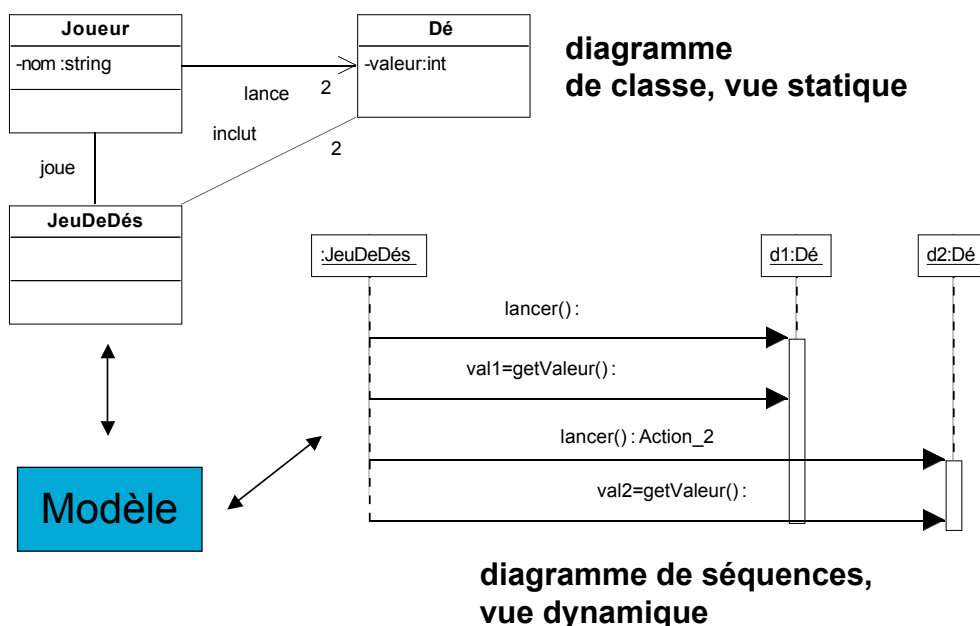 Joueur
-nom :string
Dé
-valeur:int
diagramme
de classe, vue statique
lance
2
inclut
2
joue
JeuDeDés
:JeuDeDés
d1:Dé
d2:Dé
lancer() :
val1=getValeur() :
lancer() : Action_2
val2=getValeur() :
Modèle
diagramme de séquences,
vue dynamique